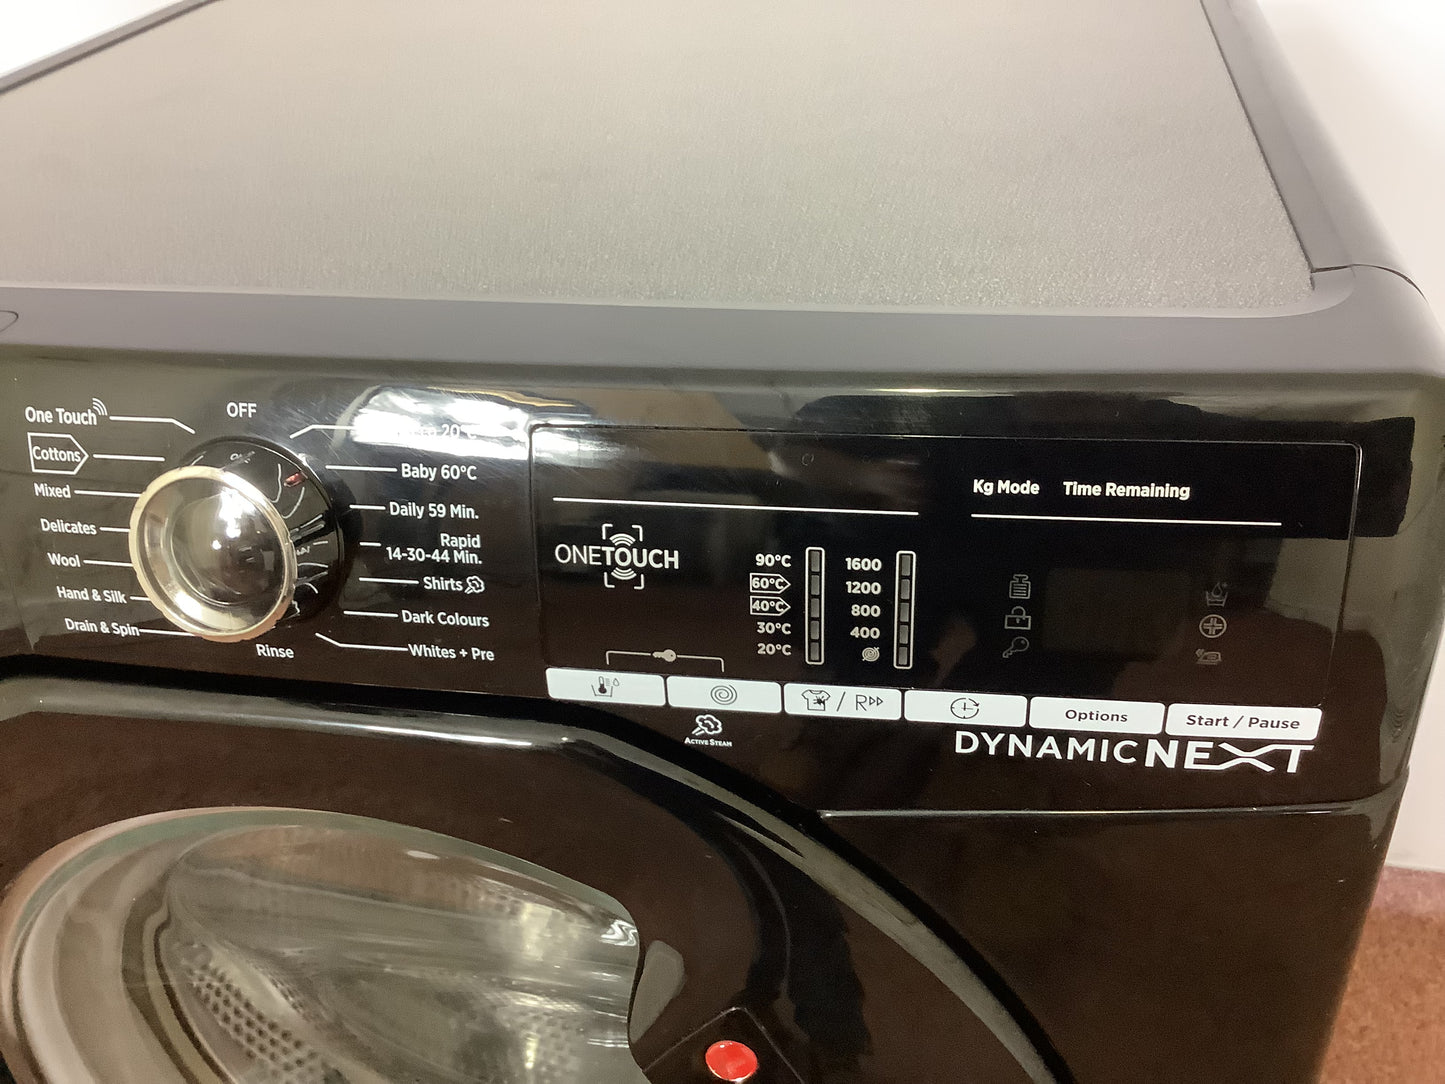 One Touch
Cottons
Mixed
Delicates
Wool
Hand & Silk
Drain & Spin
OFF
Rinse
20°C
Baby 60°C
Daily 59 Min.
Rapid
14-30-44 Min.
Shirts
Dark Colours
Whites + Pre
ONETOUCH
90°C
60°C
40°C
30°C
20°C
1600
1200
800
400
Kg Mode Time Remaining
/ R
Options
Start / Pause
ACTIVE STEAM
DYNAMICNEXT